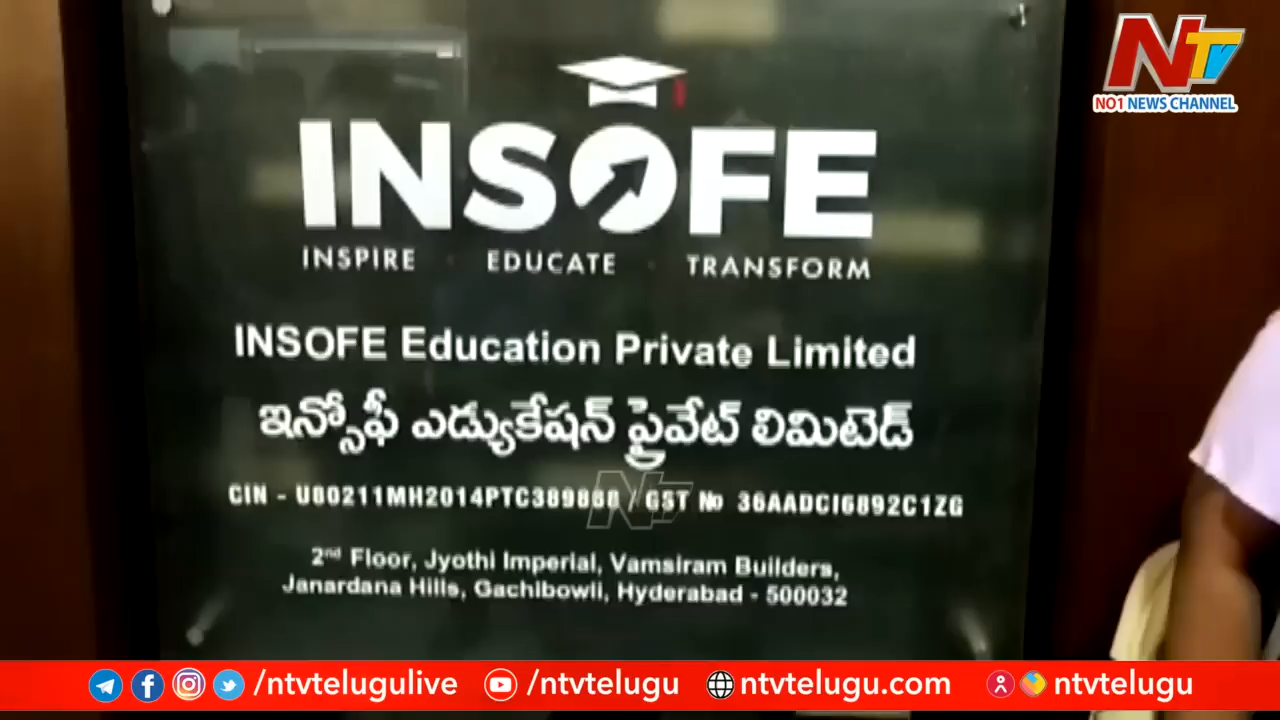 NTV
NO1 NEWS CHANNEL
INSOFE
INSPIRE · EDUCATE · TRANSFORM
INSOFE Education Private Limited
ఇన్సోఫీ ఎడ్యుకేషన్ ప్రైవేట్ లిమిటెడ్
CIN - / GST № 36AADCI6892C1ZG
2nd Floor, Jyothi Imperial, Vamsiram Builders,
Janardana Hills, Gachibowli, Hyderabad - 500032
/ntvtelugulive /ntvtelugu ntvtelugu.com ntvtelugu